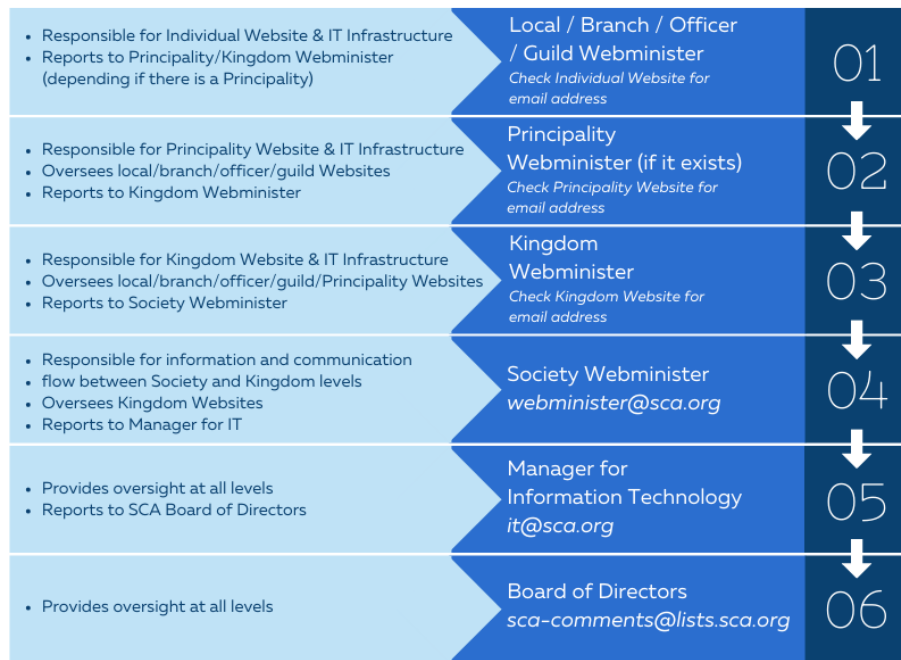 • Responsible for Individual Website & IT Infrastructure
• Reports to Principality/Kingdom Webminister
(depending if there is a Principality)
Local / Branch / Officer
/ Guild Webminister
Check Individual Website for
email address
01
• Responsible for Principality Website & IT Infrastructure
• Oversees local/branch/officer/guild Websites
• Reports to Kingdom Webminister
Principality
Webminister (if it exists)
Check Principality Website for
email address
02
• Responsible for Kingdom Website & IT Infrastructure
• Oversees local/branch/officer/guild/Principality Websites
• Reports to Society Webminister
Kingdom
Webminister
Check Kingdom Website for
email address
03
• Responsible for information and communication
• flow between Society and Kingdom levels
• Oversees Kingdom Websites
• Reports to Manager for IT
Society Webminister
webminister@sca.org
04
• Provides oversight at all levels
• Reports to SCA Board of Directors
Manager for
Information Technology
it@sca.org
05
• Provides oversight at all levels
Board of Directors
sca-comments@lists.sca.org
06